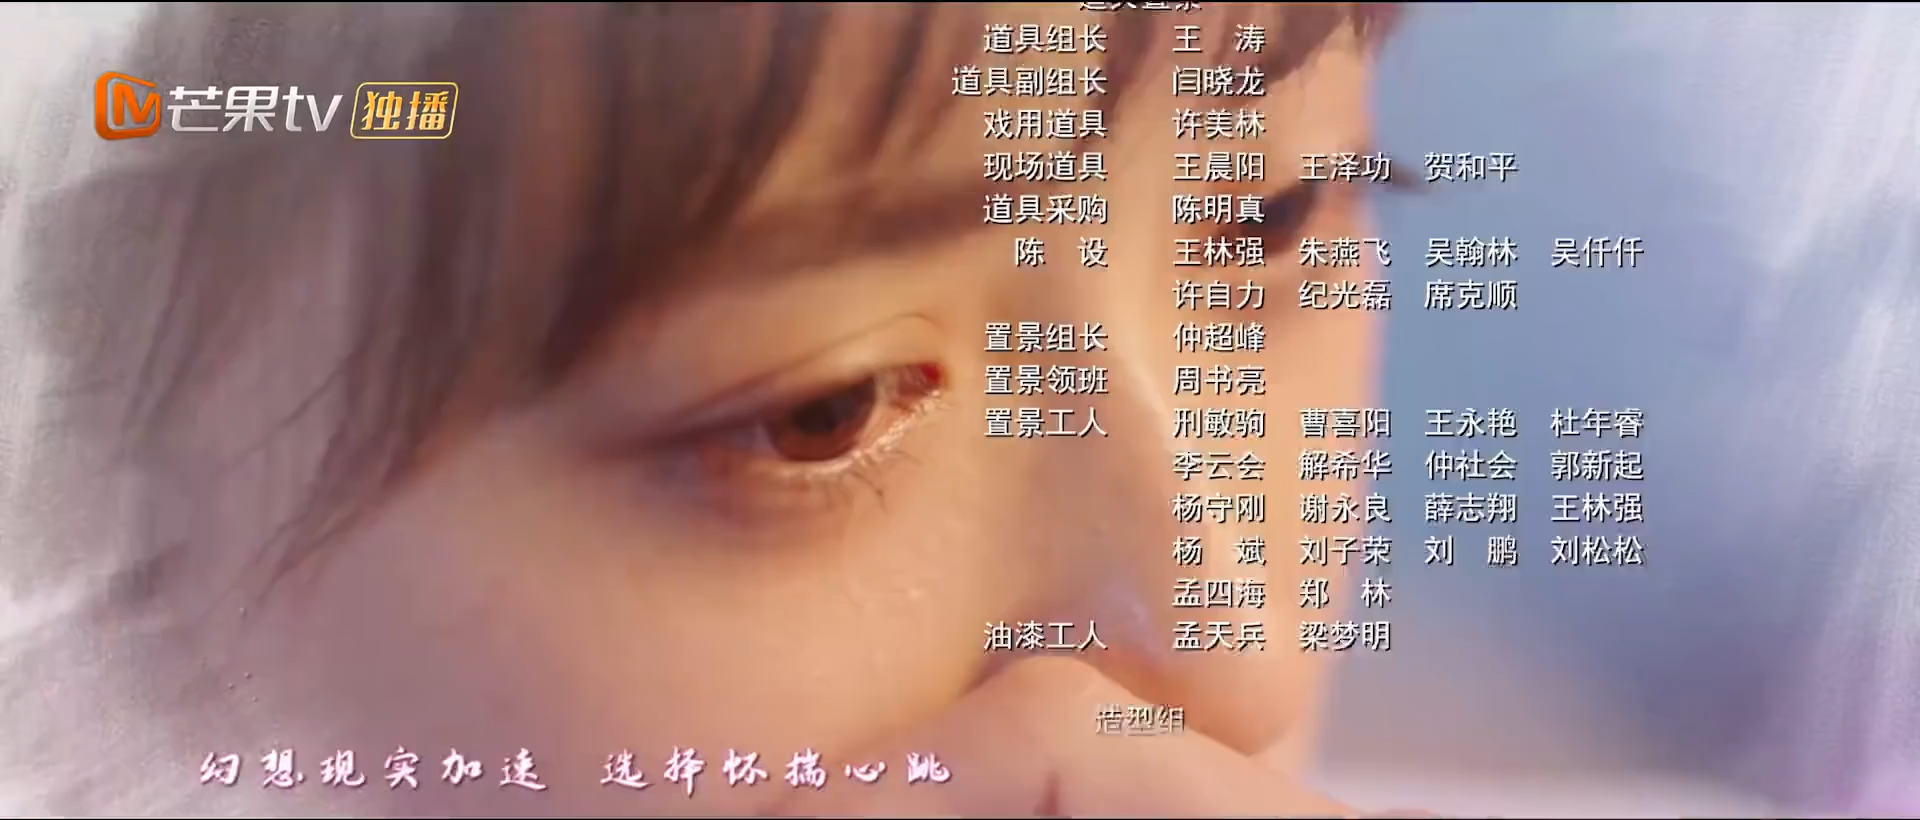 道具组长 王 涛
芒果tv 独播
道具副组长 闫晓龙
戏用道具 许美林
现场道具 王晨阳 王泽功 贺和平
道具采购 陈明真
陈 设 王林强 朱燕飞 吴翰林 吴仟仟
许自力 纪光磊 席克顺
置景组长 仲超峰
置景领班 周书亮
置景工人 刑敏驹 曹喜阳 王永艳 杜年睿
李云会 解希华 仲社会 郭新起
杨守刚 谢永良 薛志翔 王林强
杨 斌 刘子荣 刘 鹏 刘松松
孟四海 郑 林
油漆工人 孟天兵 梁梦明
造型组
幻想现实加速 选择怀揣心跳